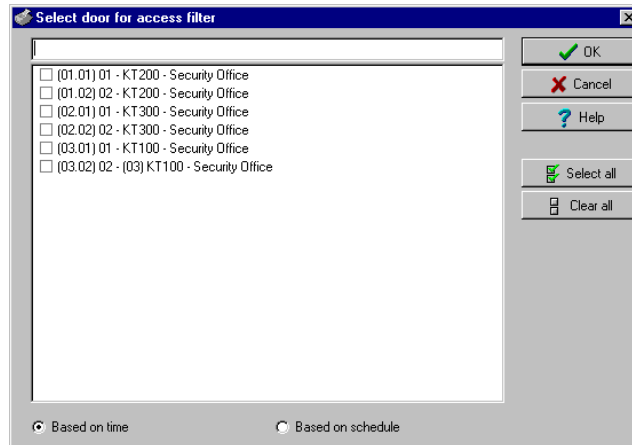 Select door for access filter
OK
(01.01) 01 - KT200 - Security Office
(01.02) 02 - KT200 - Security Office
Cancel
(02.01) 01 - KT300 - Security Office
Help
(02.02) 02 - KT300 - Security Office
(03.01) 01 - KT100 - Security Office
(03.02) 02 - (03) KT100 - Security Office
Select all
Clear all
Based on time
Based on schedule